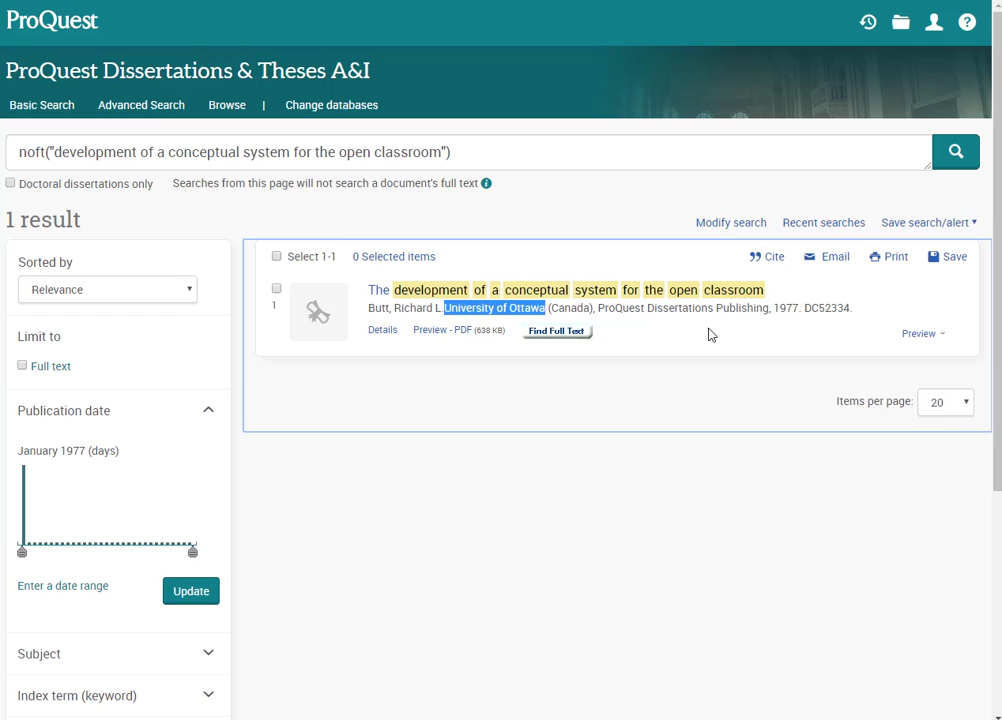 ProQuest
ProQuest Dissertations & Theses A&I
Basic Search Advanced Search Browse | Change databases
noft("development of a conceptual system for the open classroom")
Doctoral dissertations only Searches from this page will not search a document's full text
1 result
Modify search Recent searches Save search/alert
Sorted by
Relevance
Limit to
Full text
Publication date
January 1977 (days)
Enter a date range Update
Subject
Index term (keyword)
Select 1-1 0 Selected items Cite Email Print Save
1
The development of a conceptual system for the open classroom
Butt, Richard L.University of Ottawa (Canada), ProQuest Dissertations Publishing, 1977. DC52334.
Details Preview - PDF (638 KB) Find Full Text
Preview
Items per page: 20